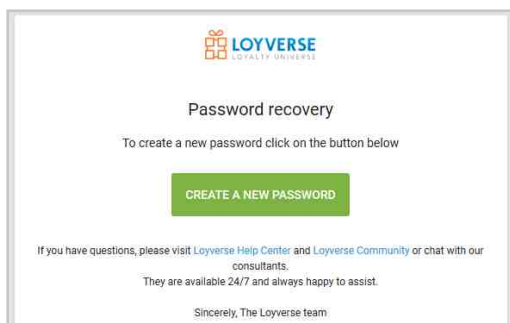 LOYVERSE
LOYALTY UNIVERSE
Password recovery
To create a new password click on the button below
CREATE A NEW PASSWORD
If you have questions, please visit Loyverse Help Center and Loyverse Community or chat with our
consultants.
They are available 24/7 and always happy to assist.
Sincerely, The Loyverse team